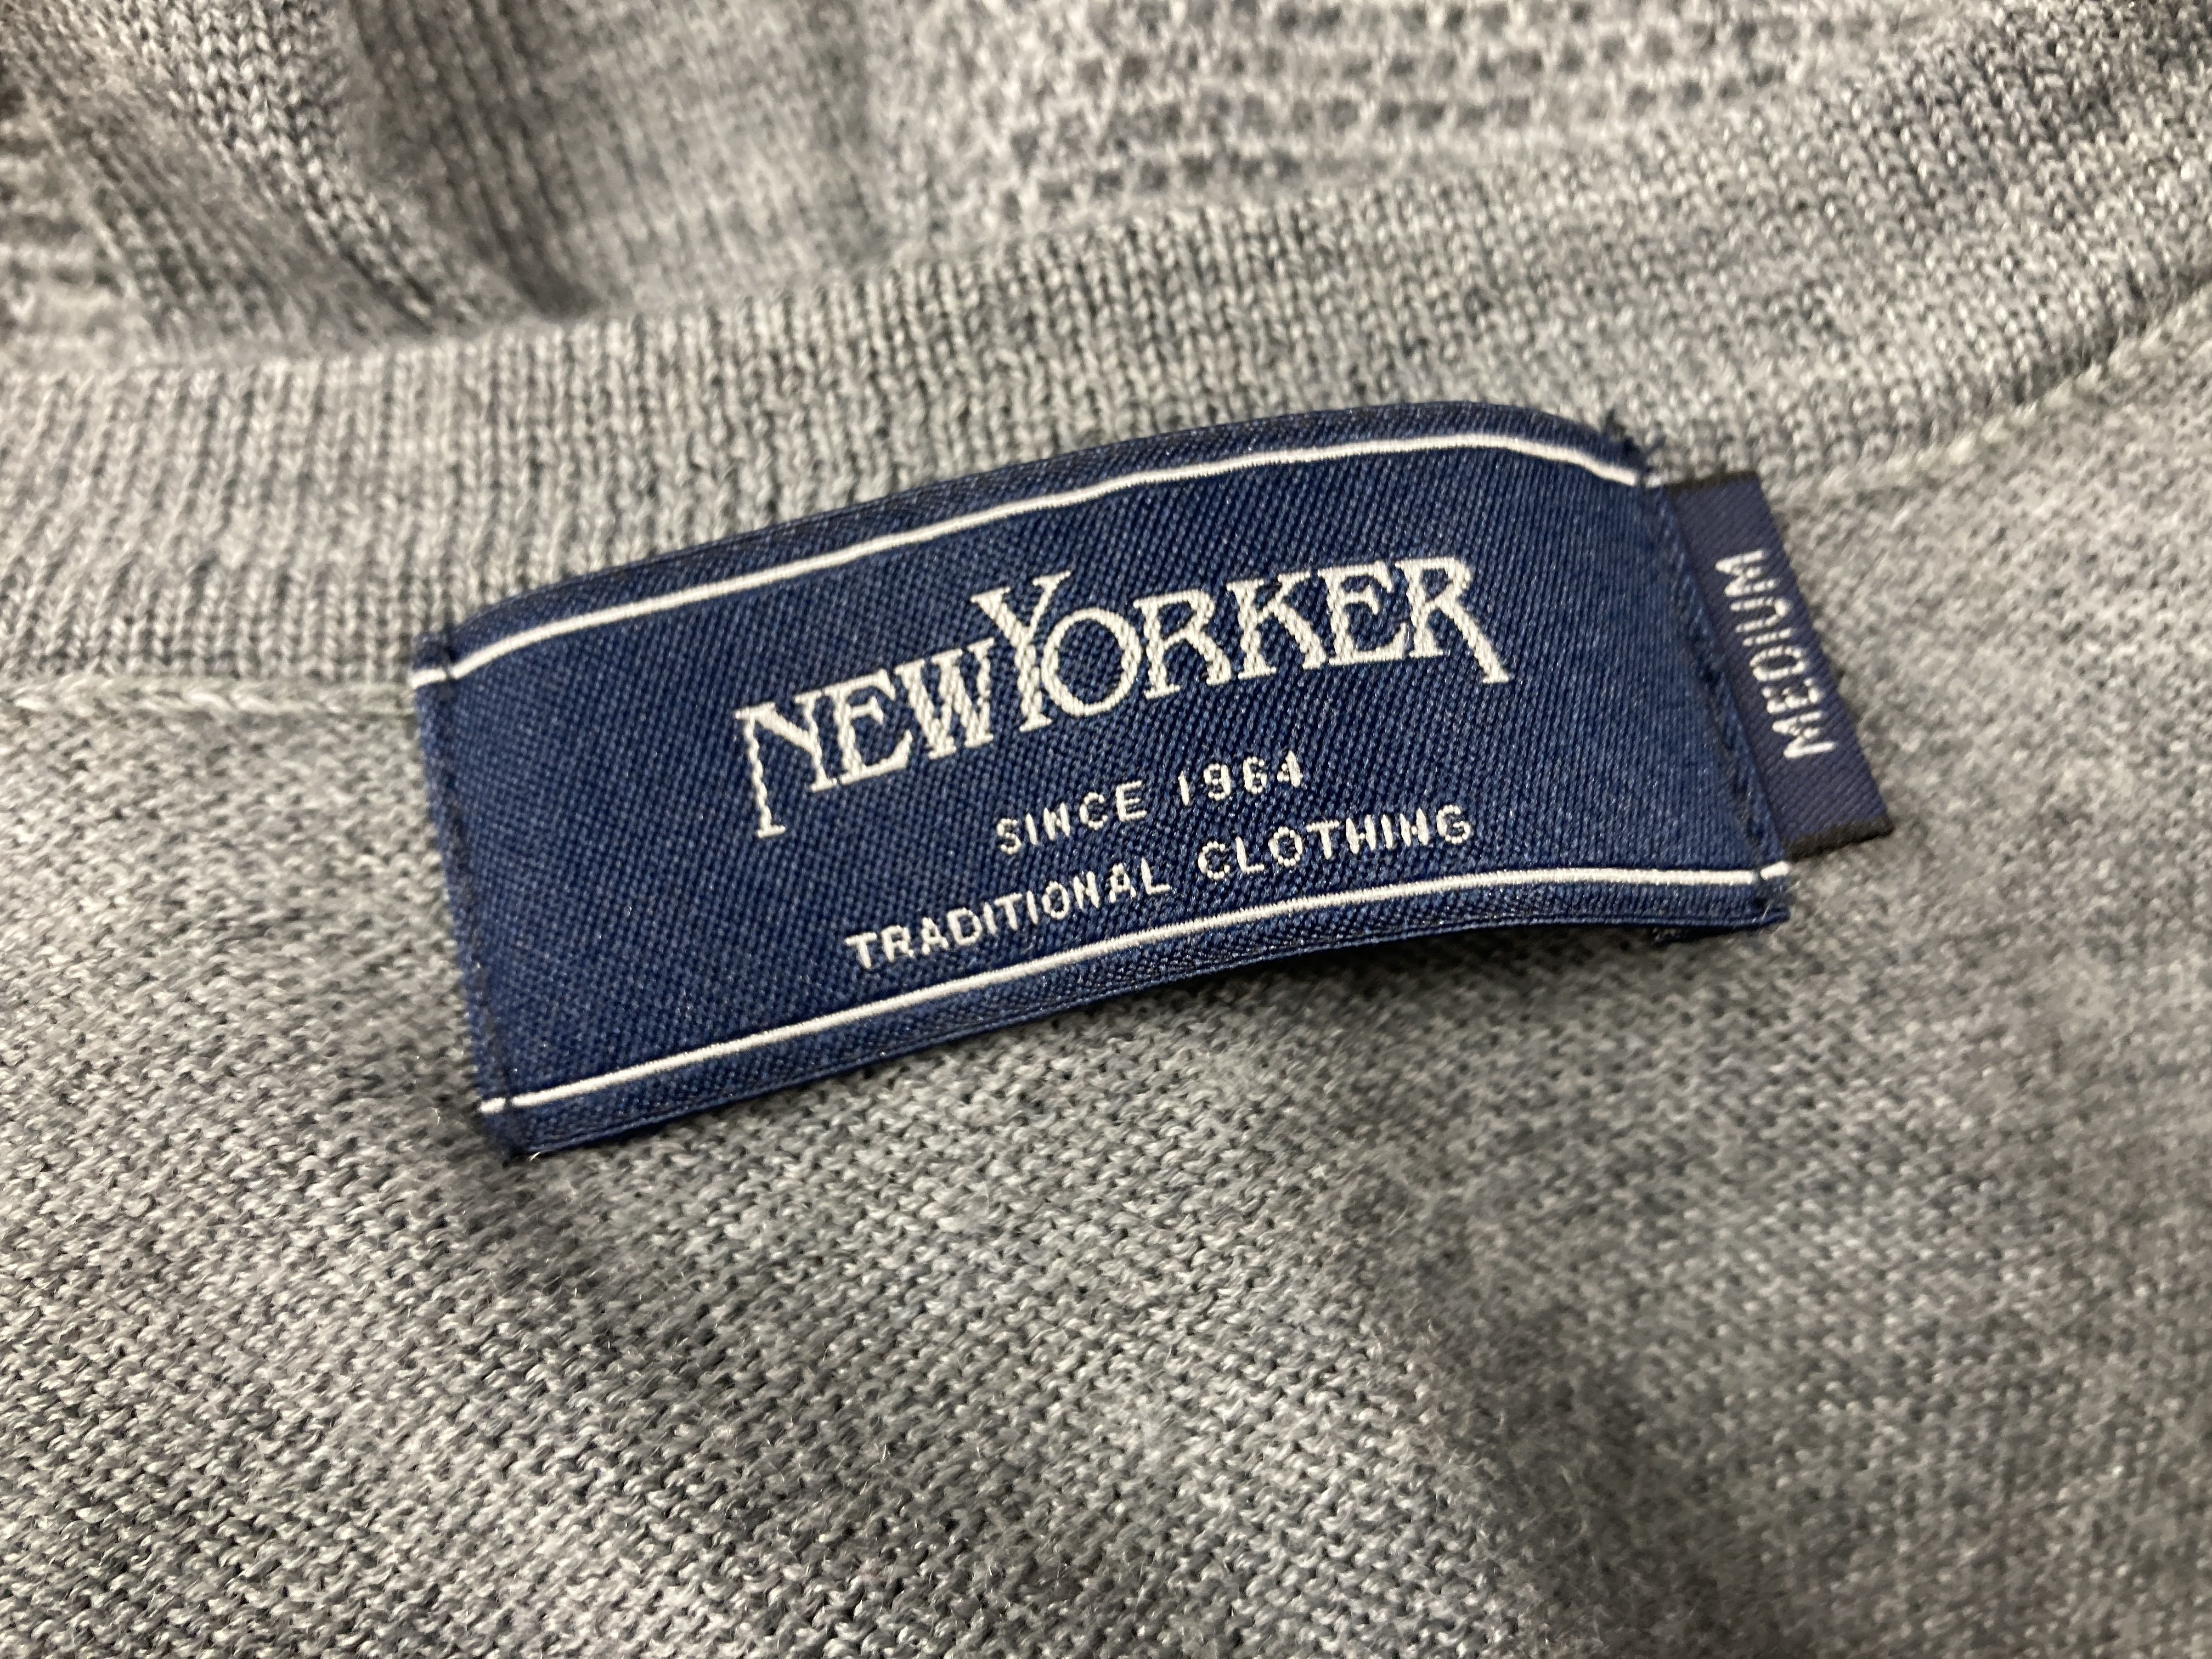 NEWYORKER
SINCE 1964
TRADITIONAL CLOTHING
MEDIUM